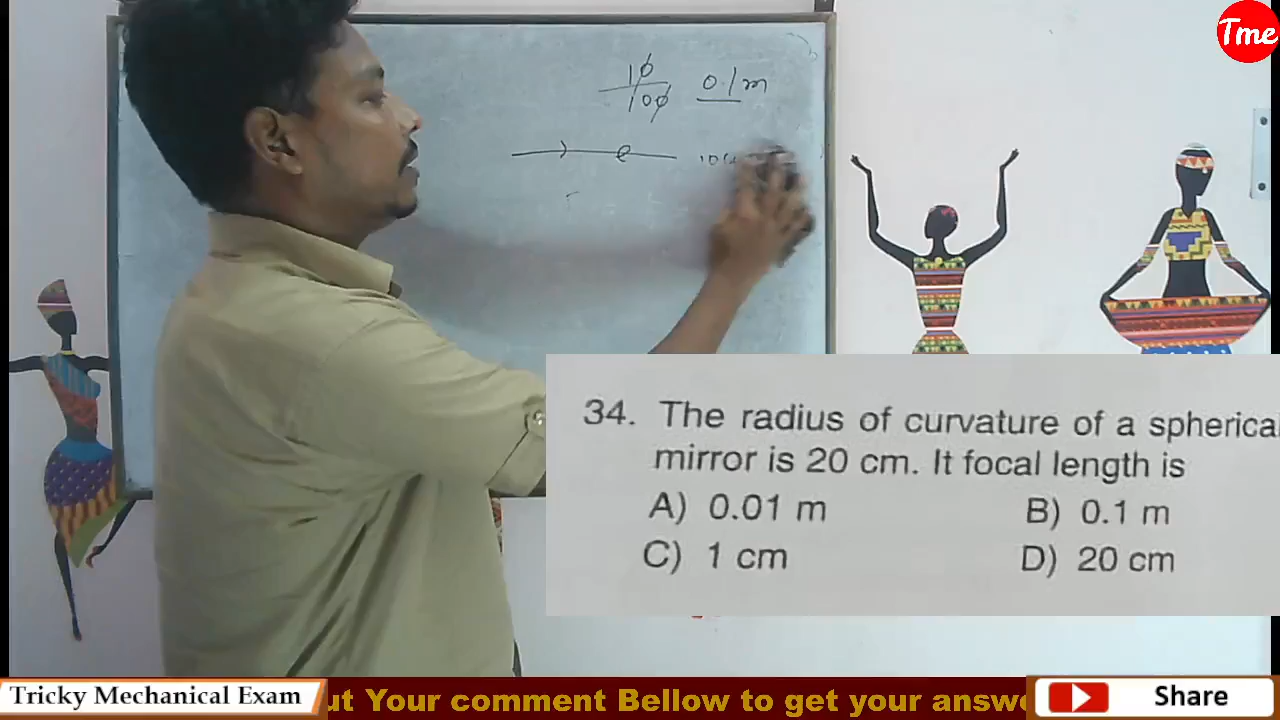 Tme
10
100
0.1 m
34. The radius of curvature of a spherical
mirror is 20 cm. It focal length is
A) 0.01 m
B) 0.1 m
C) 1 cm
D) 20 cm
Tricky Mechanical Exam
ut Your comment Bellow to get your answe
Share